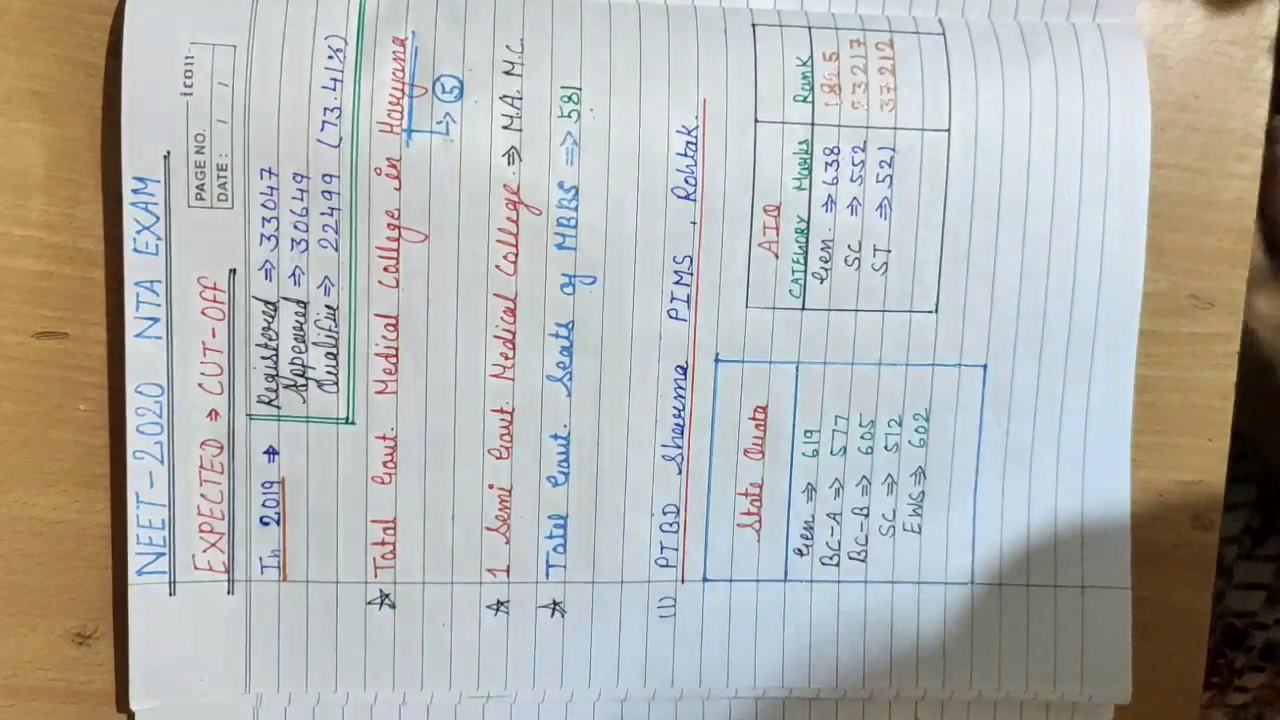 NEET-2020 NTA EXAM
icon
PAGE NO.
DATE: / /
EXPECTED ⇒ CUT-OFF
In 2019 ⇒ Registered ⇒ 33047
Appeared ⇒ 30649
Qualifie ⇒ 22499 (73.41%)
☆ Total Govt. Medical College in Haryana
↳ 5
☆ 1 Semi Govt. Medical College. ⇒ M.A.M.C.
☆ Total Govt. Seats of MBBS ⇒ 581
(1) PTBD Sharma PIMS, Rohtak.
State Quota
Gen ⇒ 619
BC-A ⇒ 577
BC-B ⇒ 605
SC ⇒ 512
EWS ⇒ 602
AIQ
CATEWORY Marks Rank
Gen. ⇒ 638
SC ⇒ 552
ST ⇒ 521 37212